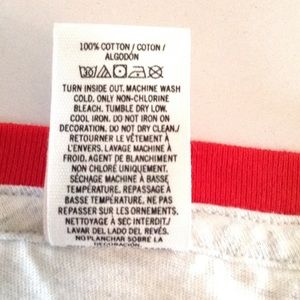 100% COTTON / COTON /
ALGODÓN
TURN INSIDE OUT. MACHINE WASH
COLD, ONLY NON-CHLORINE
BLEACH. TUMBLE DRY LOW.
COOL IRON. DO NOT IRON ON
DECORATION. DO NOT DRY CLEAN./
RETOURNER LE VÊTEMENT À
L'ENVERS. LAVAGE MACHINE À
FROID. AGENT DE BLANCHIMENT
NON CHLORÉ UNIQUEMENT.
SÉCHAGE MACHINE À BASSE
TEMPÉRATURE. REPASSAGE À
BASSE TEMPÉRATURE. NE PAS
REPASSER SUR LES ORNEMENTS.
NETTOYAGE À SEC INTERDIT./
LAVAR DEL LADO DEL REVÉS.
NO PLANCHAR SOBRE LA
DECORACIÓN.